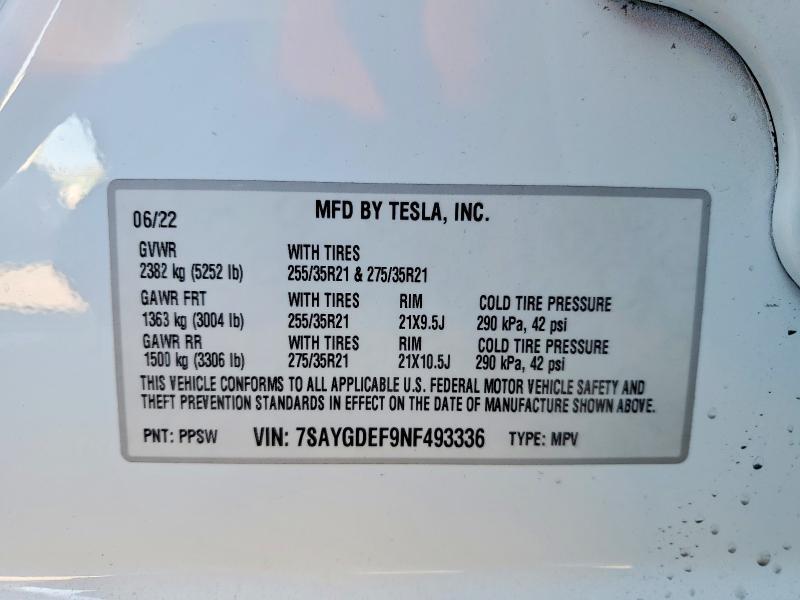 06/22 MFD BY TESLA, INC.
GVWR WITH TIRES
2382 kg (5252 lb) 255/35R21 & 275/35R21
GAWR FRT WITH TIRES RIM COLD TIRE PRESSURE
1363 kg (3004 lb) 255/35R21 21X9.5J 290 kPa, 42 psi
GAWR RR WITH TIRES RIM COLD TIRE PRESSURE
1500 kg (3306 lb) 275/35R21 21X10.5J 290 kPa, 42 psi
THIS VEHICLE CONFORMS TO ALL APPLICABLE U.S. FEDERAL MOTOR VEHICLE SAFETY AND
THEFT PREVENTION STANDARDS IN EFFECT ON THE DATE OF MANUFACTURE SHOWN ABOVE.
PNT: PPSW VIN: 7SAYGDEF9NF493336 TYPE: MPV